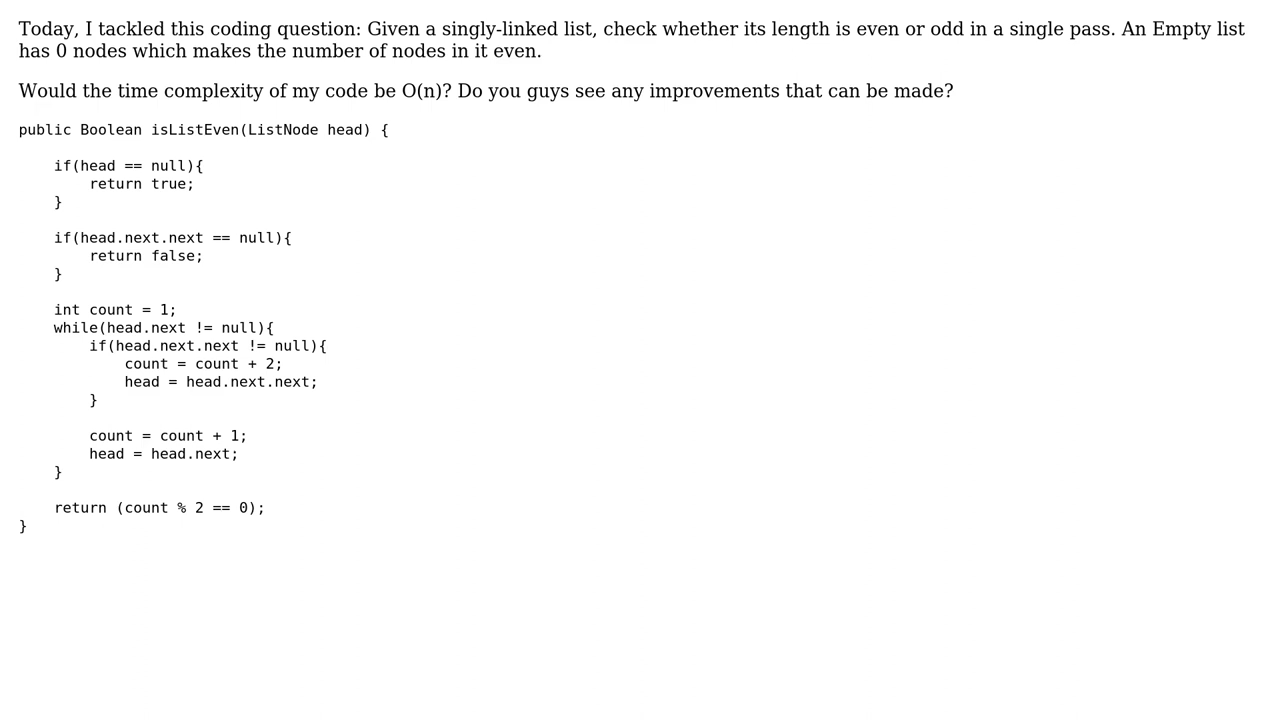 Today, I tackled this coding question: Given a singly-linked list, check whether its length is even or odd in a single pass. An Empty list
has 0 nodes which makes the number of nodes in it even.
Would the time complexity of my code be O(n)? Do you guys see any improvements that can be made?
public Boolean isListEven(ListNode head) {
    if(head == null){
        return true;
    }
    if(head.next.next == null){
        return false;
    }
    int count = 1;
    while(head.next != null){
        if(head.next.next != null){
            count = count + 2;
            head = head.next.next;
        }
        count = count + 1;
        head = head.next;
    }
    return (count % 2 == 0);
}